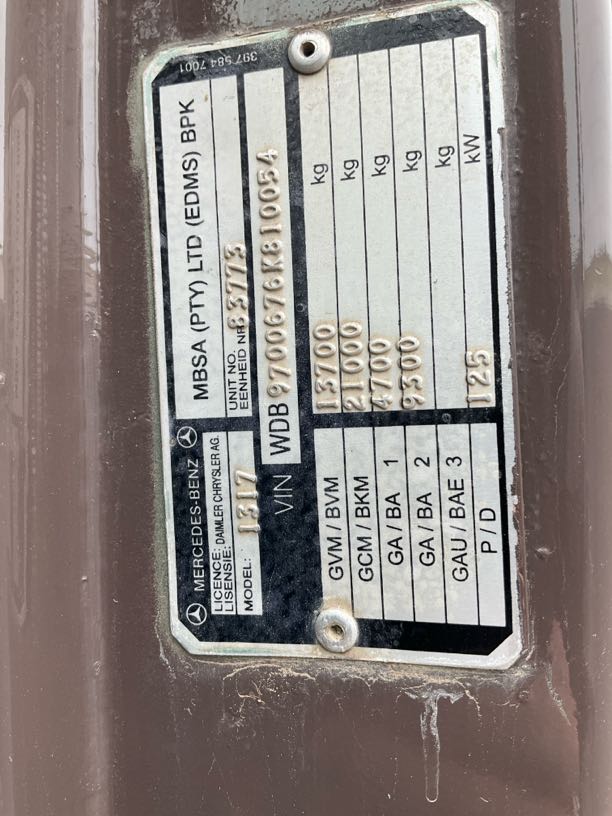 397 584 7001
MERCEDES-BENZ
MBSA (PTY) LTD (EDMS) BPK
LICENCE: DAIMLER CHRYSLER AG.
LISENSIE:
UNIT NO.
EENHEID NR. 83773
MODEL: 1317
VIN WDB 9700676K810054
GVM / BVM 13700 kg
GCM / BKM 21000 kg
GA / BA 1 4700 kg
GA / BA 2 9300 kg
GAU / BAE 3 kg
P / D 125 kW